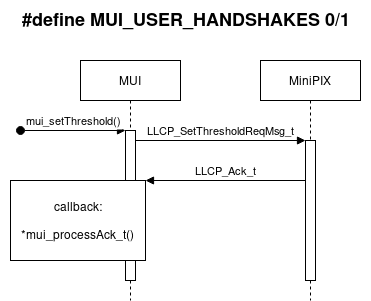 #define MUI_USER_HANDSHAKES 0/1
MUI
MiniPIX
mui_setThreshold()
LLCP_SetThresholdReqMsg_t
LLCP_Ack_t
callback:
*mui_processAck_t()